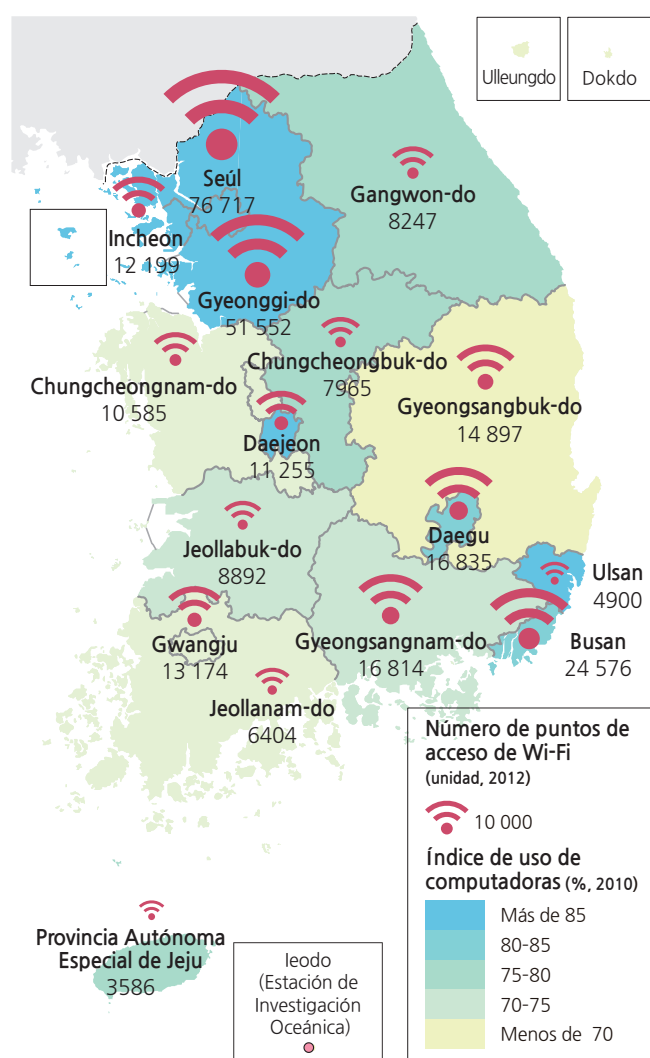 Ulleungdo
Dokdo
Seúl
76 717
Gangwon-do
8247
Incheon
12 199
Gyeonggi-do
51 552
Chungcheongbuk-do
7965
Chungcheongnam-do
10 585
Gyeongsangbuk-do
14 897
Daejeon
11 255
Daegu
16 835
Jeollabuk-do
8892
Ulsan
4900
Gwangju
13 174
Gyeongsangnam-do
16 814
Busan
24 576
Jeollanam-do
6404
Provincia Autónoma
Especial de Jeju
3586
Ieodo
(Estación de
Investigación
Oceánica)
Número de puntos de
acceso de Wi-Fi
(unidad, 2012)
10 000
Índice de uso de
computadoras (%, 2010)
Más de 85
80-85
75-80
70-75
Menos de 70